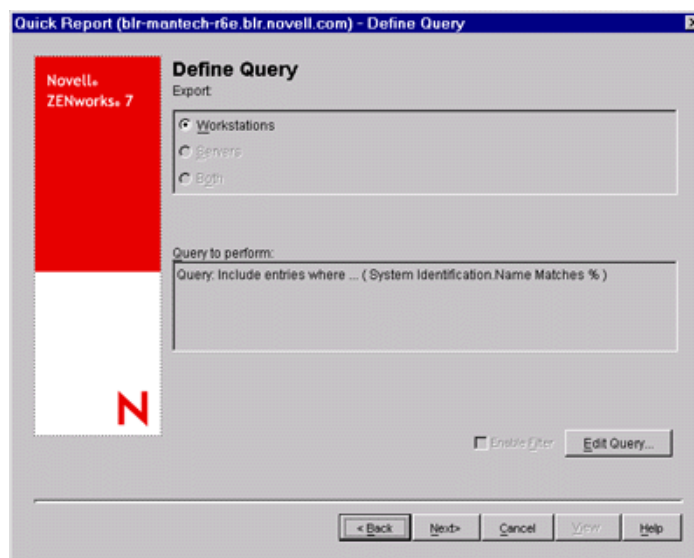 Quick Report (blr-mantech-r6e.blr.novell.com) - Define Query
Novell®
ZENworks® 7
Define Query
Export:
Workstations
Servers
Both
Query to perform:
Query: Include entries where ... ( System Identification.Name Matches % )
N
Enable Filter
Edit Query...
< Back
Next>
Cancel
View
Help